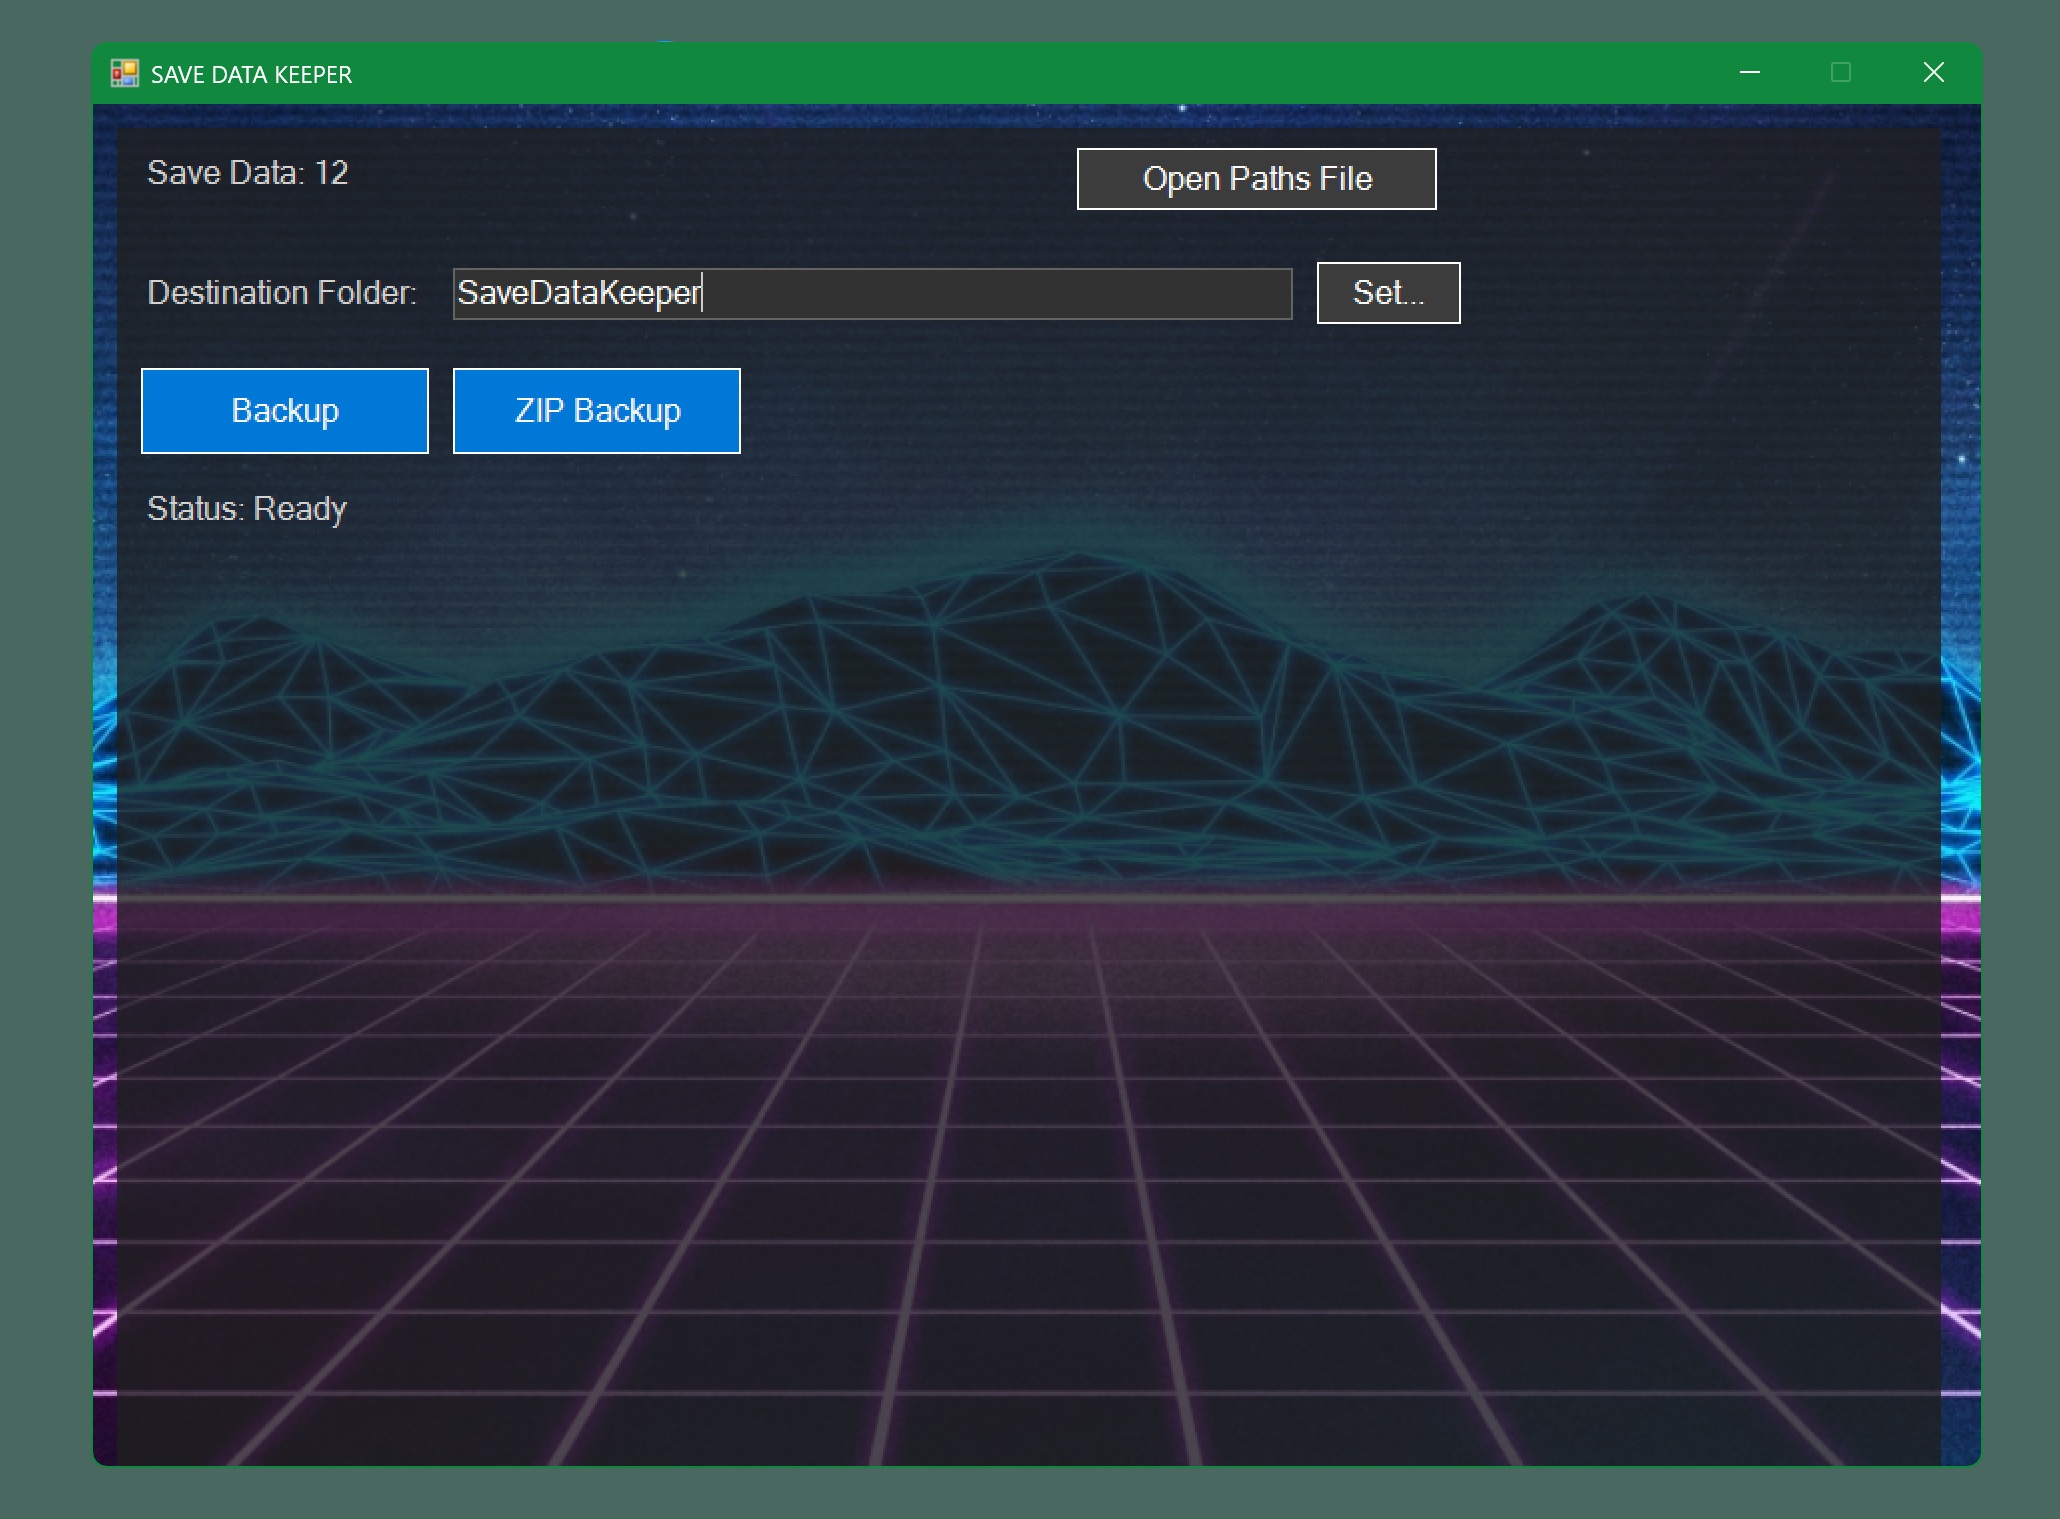 SAVE DATA KEEPER
Save Data: 12
Open Paths File
Destination Folder:
SaveDataKeeper
Set...
Backup
ZIP Backup
Status: Ready